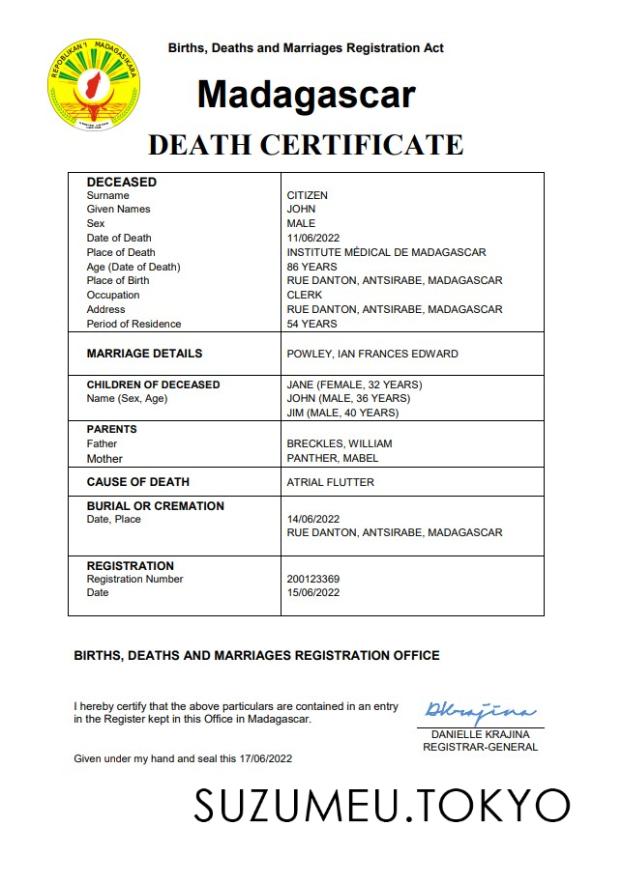 REPOBLIKAN'I MADAGASIKARA
Births, Deaths and Marriages Registration Act
Madagascar
DEATH CERTIFICATE
DECEASED
Surname CITIZEN
Given Names JOHN
Sex MALE
Date of Death 11/06/2022
Place of Death INSTITUTE MÉDICAL DE MADAGASCAR
Age (Date of Death) 86 YEARS
Place of Birth RUE DANTON, ANTSIRABE, MADAGASCAR
Occupation CLERK
Address RUE DANTON, ANTSIRABE, MADAGASCAR
Period of Residence 54 YEARS
MARRIAGE DETAILS POWLEY, IAN FRANCES EDWARD
CHILDREN OF DECEASED JANE (FEMALE, 32 YEARS)
Name (Sex, Age) JOHN (MALE, 36 YEARS)
JIM (MALE, 40 YEARS)
PARENTS
Father BRECKLES, WILLIAM
Mother PANTHER, MABEL
CAUSE OF DEATH ATRIAL FLUTTER
BURIAL OR CREMATION
Date, Place 14/06/2022
RUE DANTON, ANTSIRABE, MADAGASCAR
REGISTRATION
Registration Number 200123369
Date 15/06/2022
BIRTHS, DEATHS AND MARRIAGES REGISTRATION OFFICE
I hereby certify that the above particulars are contained in an entry
in the Register kept in this Office in Madagascar.
DKrajina
DANIELLE KRAJINA
REGISTRAR-GENERAL
Given under my hand and seal this 17/06/2022
SUZUMEU.TOKYO